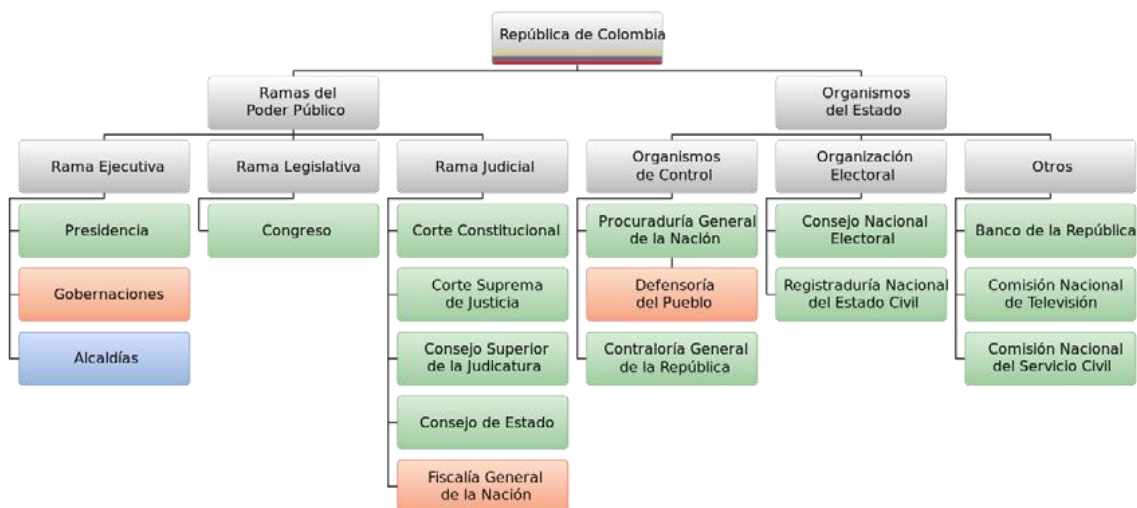 República de Colombia
Ramas del
Poder Público
Organismos
del Estado
Rama Ejecutiva
Rama Legislativa
Rama Judicial
Organismos
de Control
Organización
Electoral
Otros
Presidencia
Congreso
Corte Constitucional
Procuraduría General
de la Nación
Consejo Nacional
Electoral
Banco de la República
Gobernaciones
Corte Suprema
de Justicia
Defensoría
del Pueblo
Registraduría Nacional
del Estado Civil
Comisión Nacional
de Televisión
Alcaldías
Consejo Superior
de la Judicatura
Contraloría General
de la República
Comisión Nacional
del Servicio Civil
Consejo de Estado
Fiscalía General
de la Nación